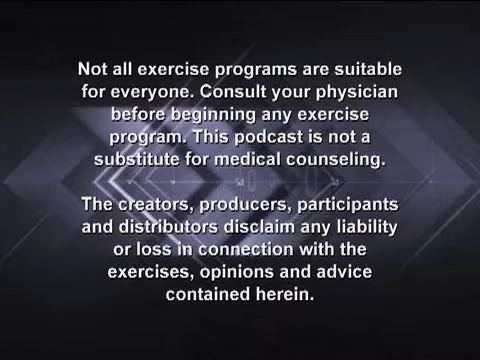 Not all exercise programs are suitable
for everyone. Consult your physician
before beginning any exercise
program. This podcast is not a
substitute for medical counseling.
The creators, producers, participants
and distributors disclaim any liability
or loss in connection with the
exercises, opinions and advice
contained herein.